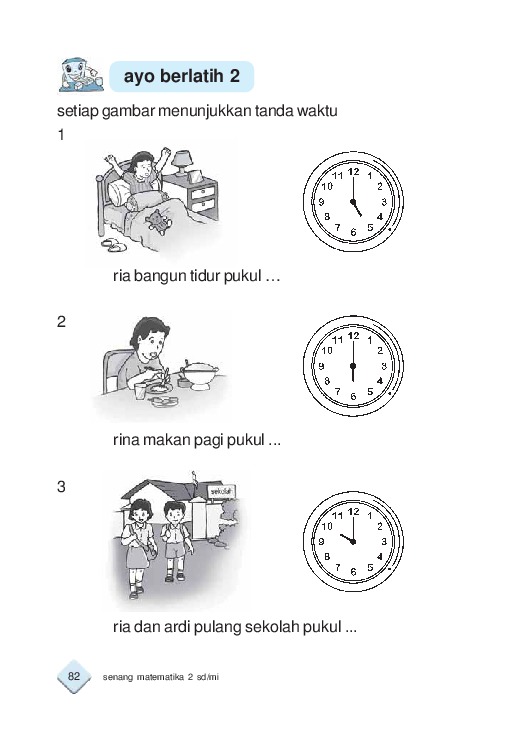 ayo berlatih 2
setiap gambar menunjukkan tanda waktu
1
11 12 1
10 2
9 3
8 4
7 6 5
ria bangun tidur pukul …
2
11 12 1
10 2
9 3
8 4
7 6 5
rina makan pagi pukul ...
3
sekolah
11 12 1
10 2
9 3
8 4
7 6 5
ria dan ardi pulang sekolah pukul ...
82 senang matematika 2 sd/mi